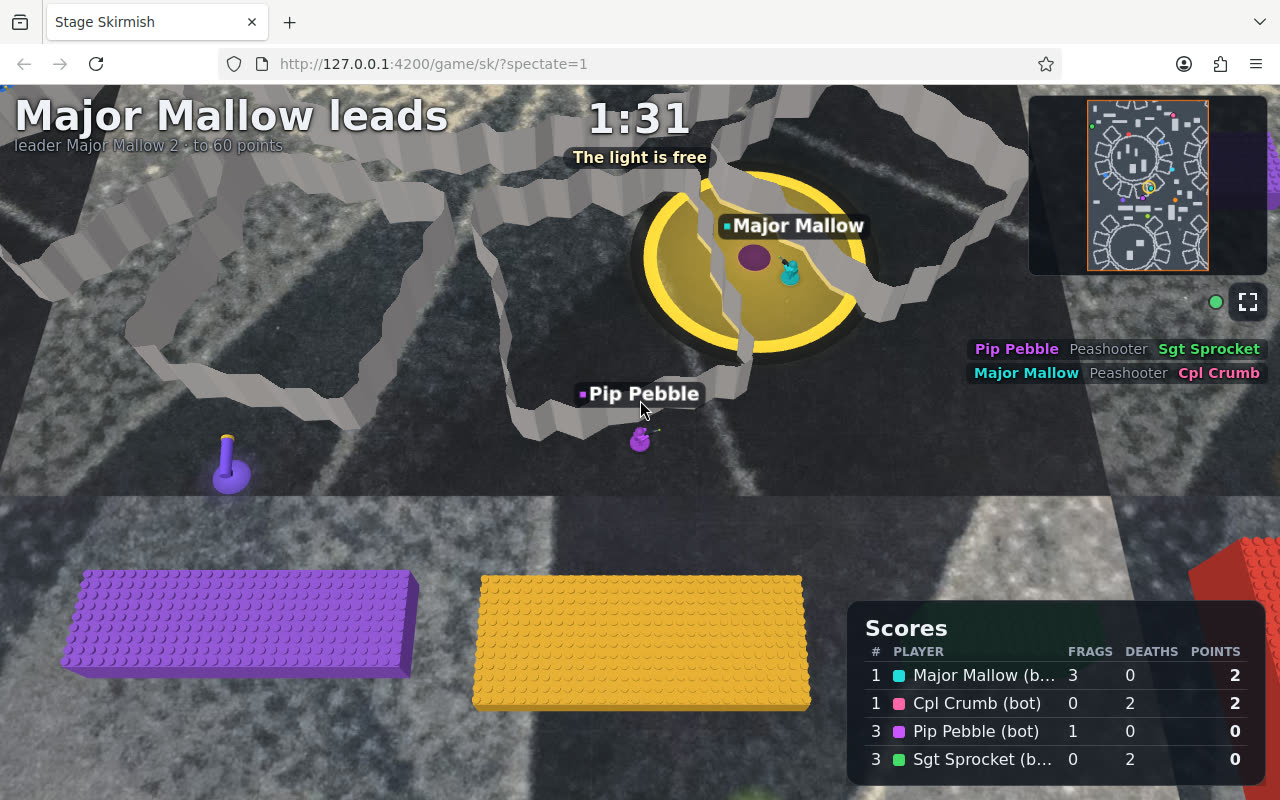 Stage Skirmish
http://127.0.0.1:4200/game/sk/?spectate=1
Major Mallow leads
leader Major Mallow 2 · to 60 points
1:31
The light is free
Major Mallow
Pip Pebble
Pip Pebble Peashooter Sgt Sprocket
Major Mallow Peashooter Cpl Crumb
Scores
# PLAYER FRAGS DEATHS POINTS
1 Major Mallow (b... 3 0 2
1 Cpl Crumb (bot) 0 2 2
3 Pip Pebble (bot) 1 0 0
3 Sgt Sprocket (b... 0 2 0